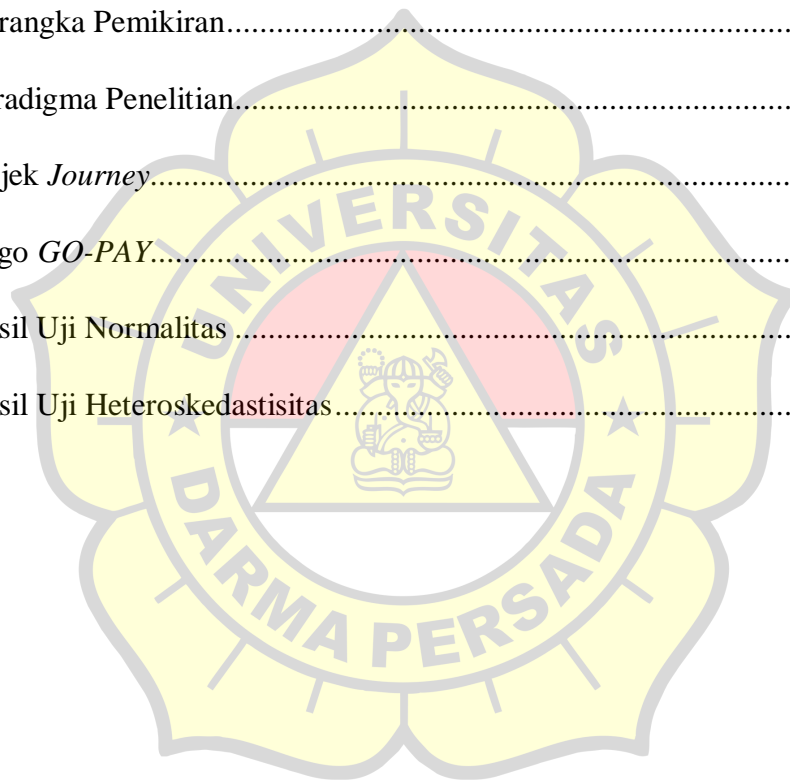 rangka Pemikiran
radigma Penelitian
jek Journey
go GO-PAY
sil Uji Normalitas
sil Uji Heteroskedastisitas
UNIVERSITAS
DARMA PERSADA